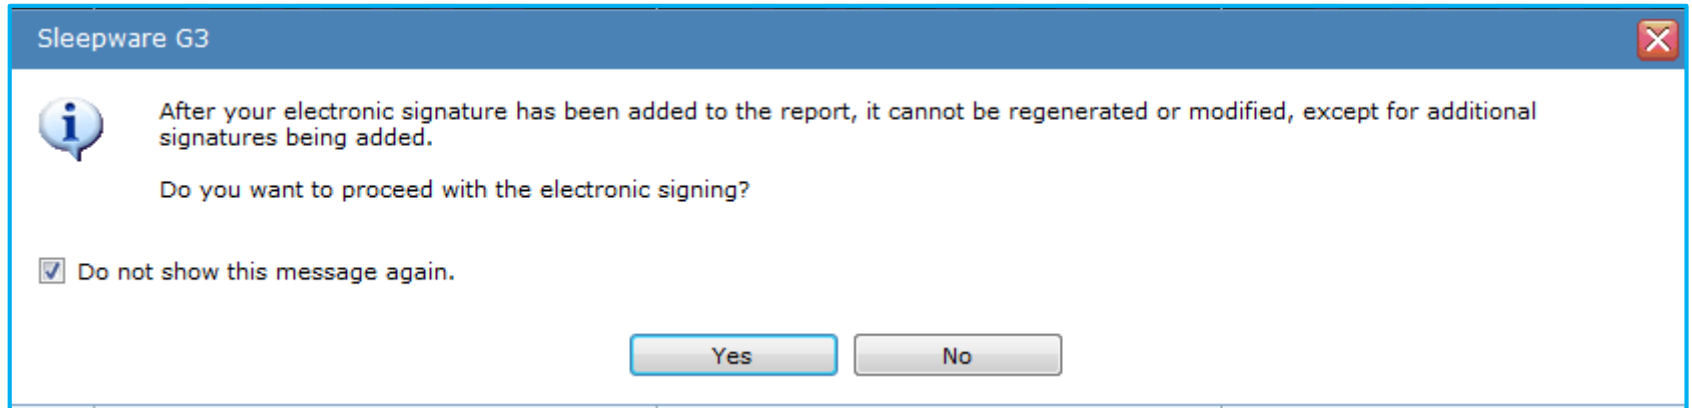 Sleepware G3
After your electronic signature has been added to the report, it cannot be regenerated or modified, except for additional
signatures being added.
Do you want to proceed with the electronic signing?
Do not show this message again.
Yes
No